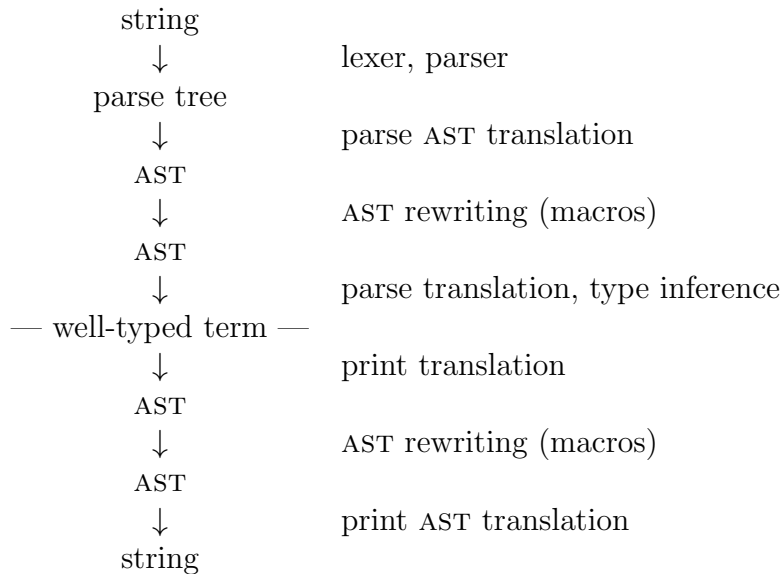 string
↓ lexer, parser
parse tree
↓ parse AST translation
AST
↓ AST rewriting (macros)
AST
↓ parse translation, type inference
— well-typed term —
↓ print translation
AST
↓ AST rewriting (macros)
AST
↓ print AST translation
string